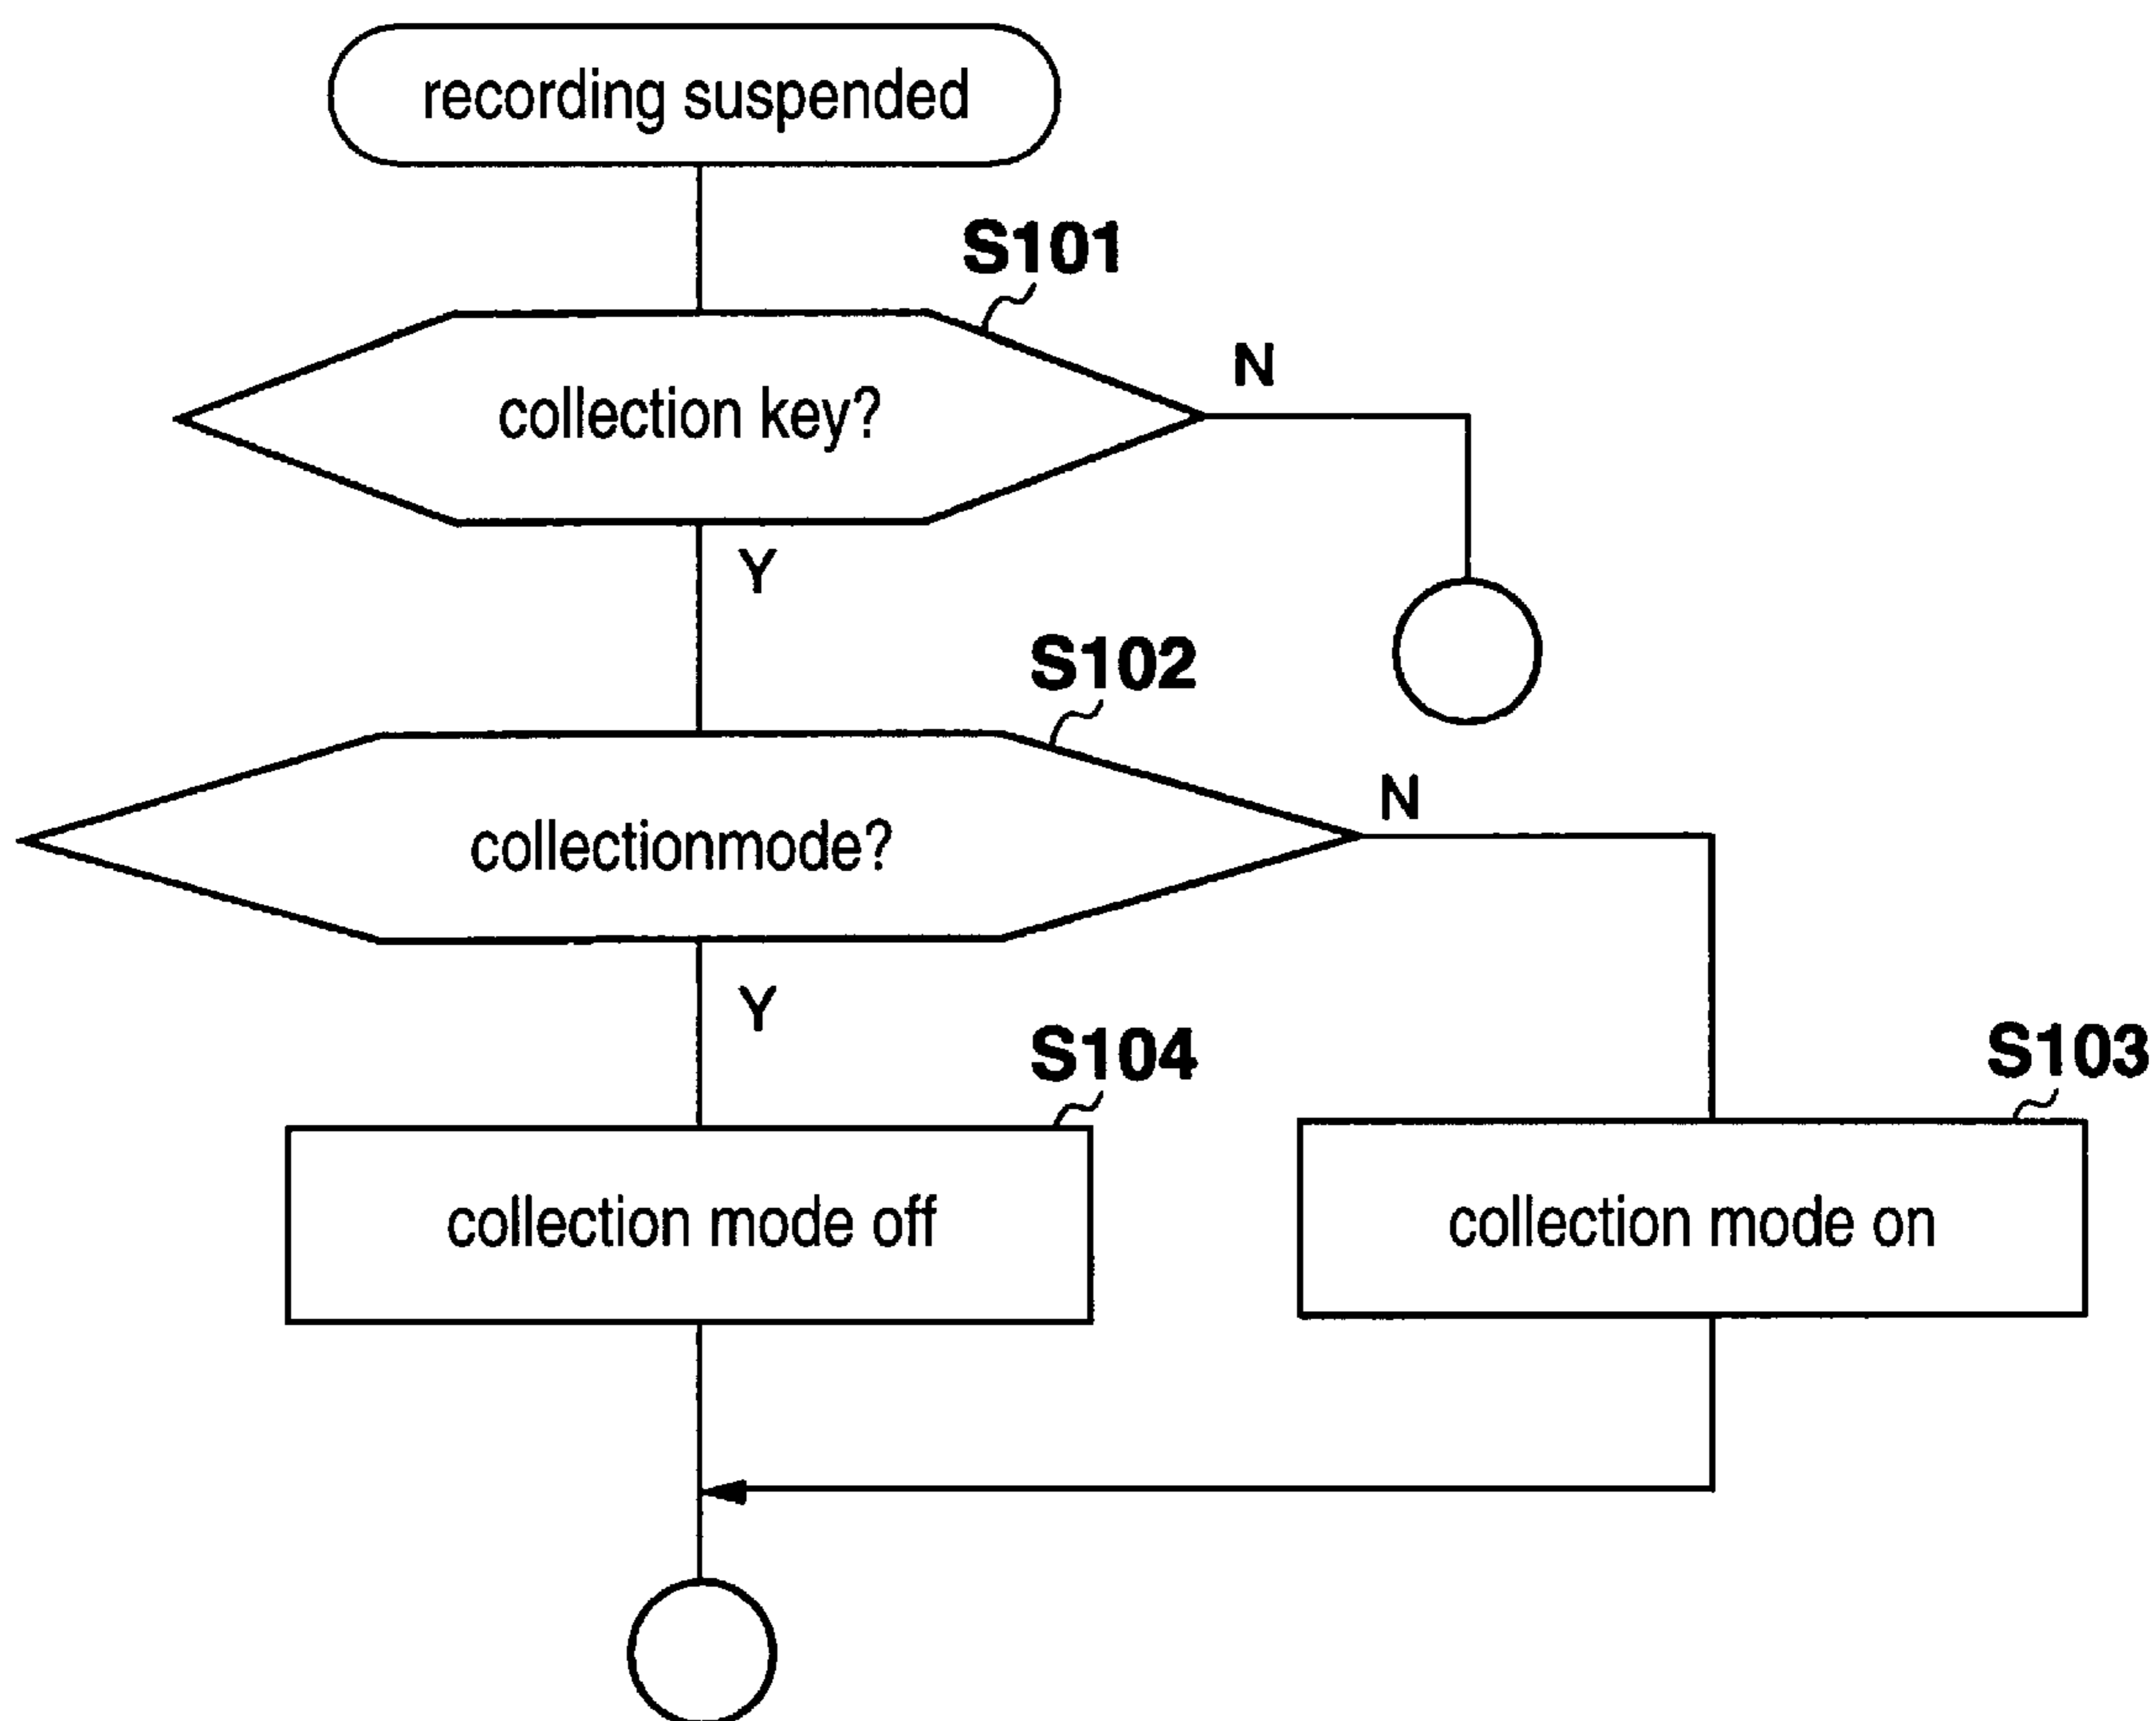 recording suspended
S101
collection key?
N
Y
S102
collectionmode?
N
Y
S104
S103
collection mode off
collection mode on